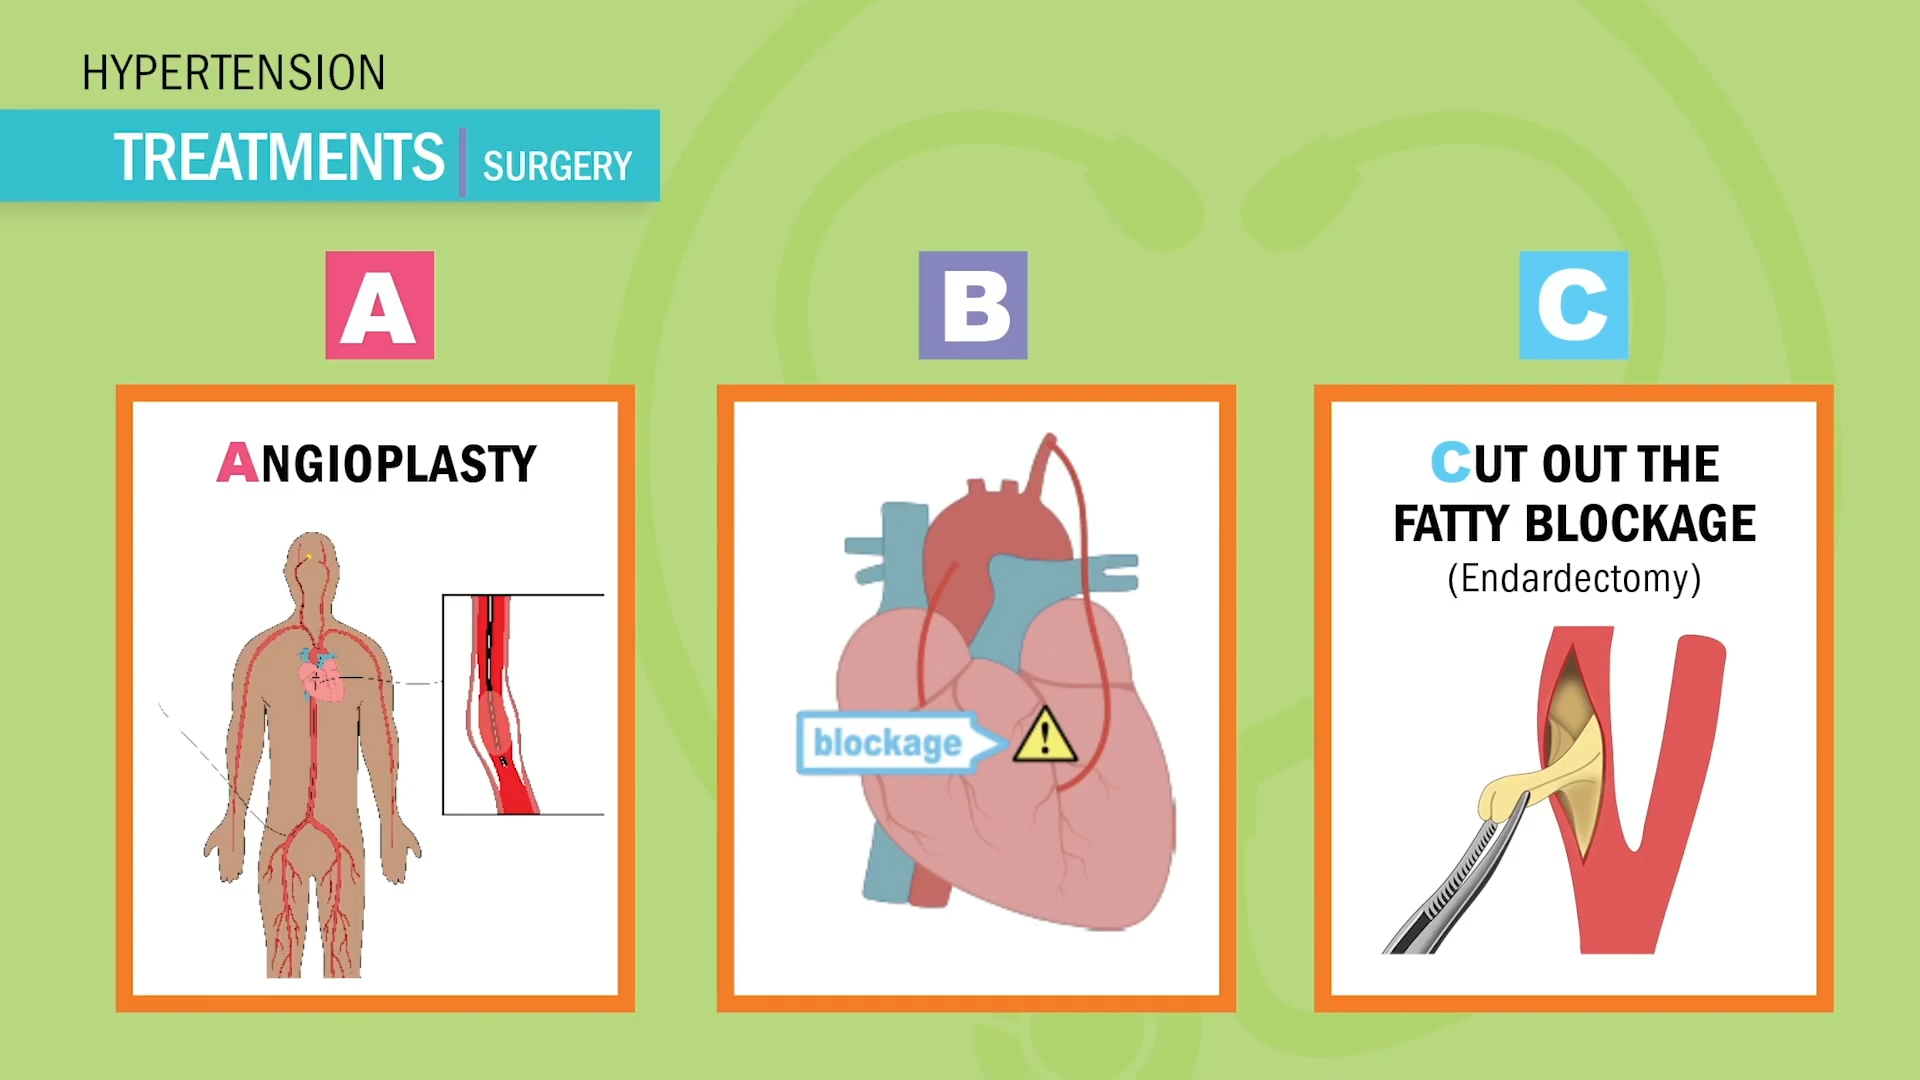 HYPERTENSION
TREATMENTS | SURGERY
A
B
C
ANGIOPLASTY
blockage
CUT OUT THE
FATTY BLOCKAGE
(Endardectomy)